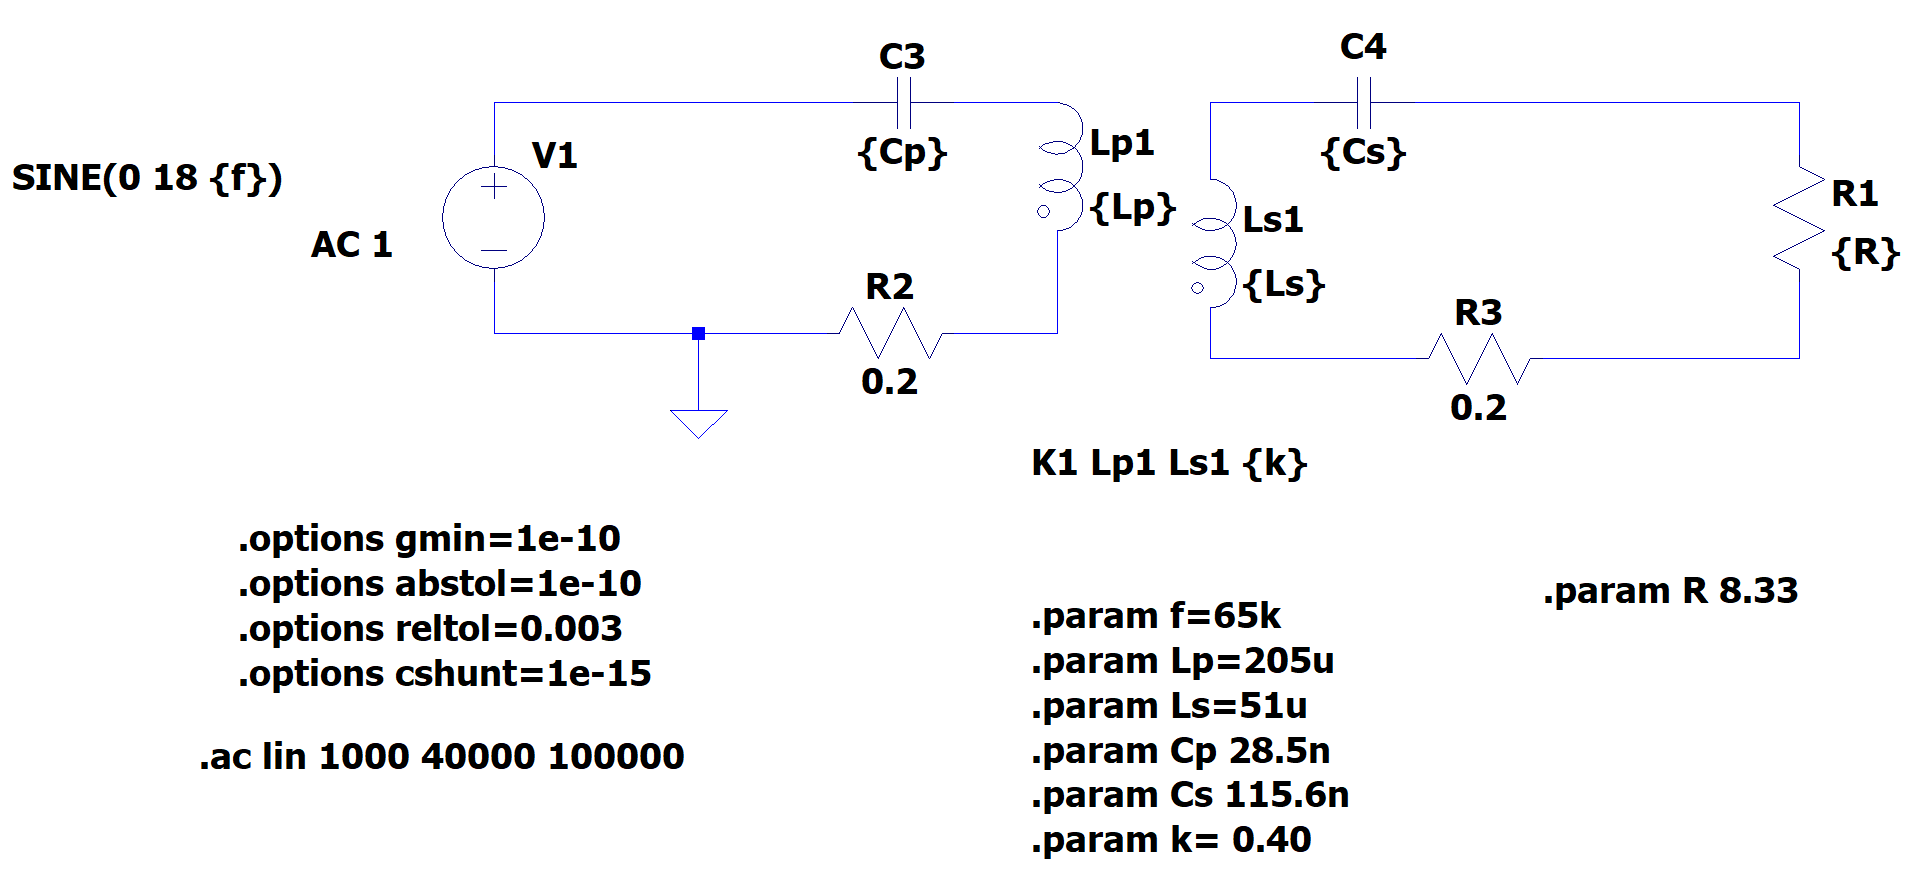 C3
C4
V1
{Cp}
Lp1
{Cs}
SINE(0 18 {f})
{Lp}
R1
Ls1
AC 1
{R}
R2
{Ls}
R3
0.2
0.2
K1 Lp1 Ls1 {k}
.options gmin=1e-10
.options abstol=1e-10
.options reltol=0.003
.options cshunt=1e-15
.ac lin 1000 40000 100000
.param R 8.33
.param f=65k
.param Lp=205u
.param Ls=51u
.param Cp 28.5n
.param Cs 115.6n
.param k= 0.40